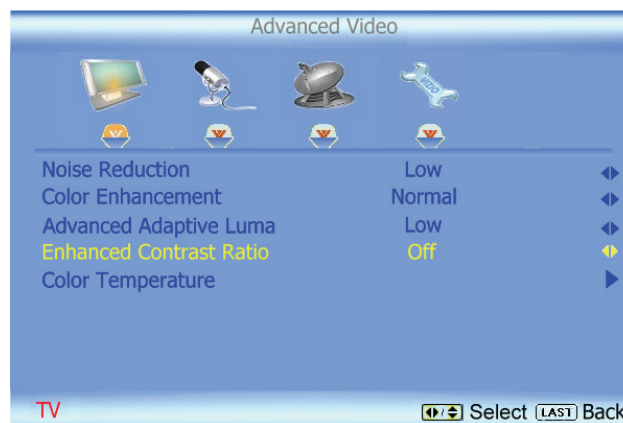 Advanced Video
VIZIO
Noise Reduction Low
Color Enhancement Normal
Advanced Adaptive Luma Low
Enhanced Contrast Ratio Off
Color Temperature
TV Select LAST Back